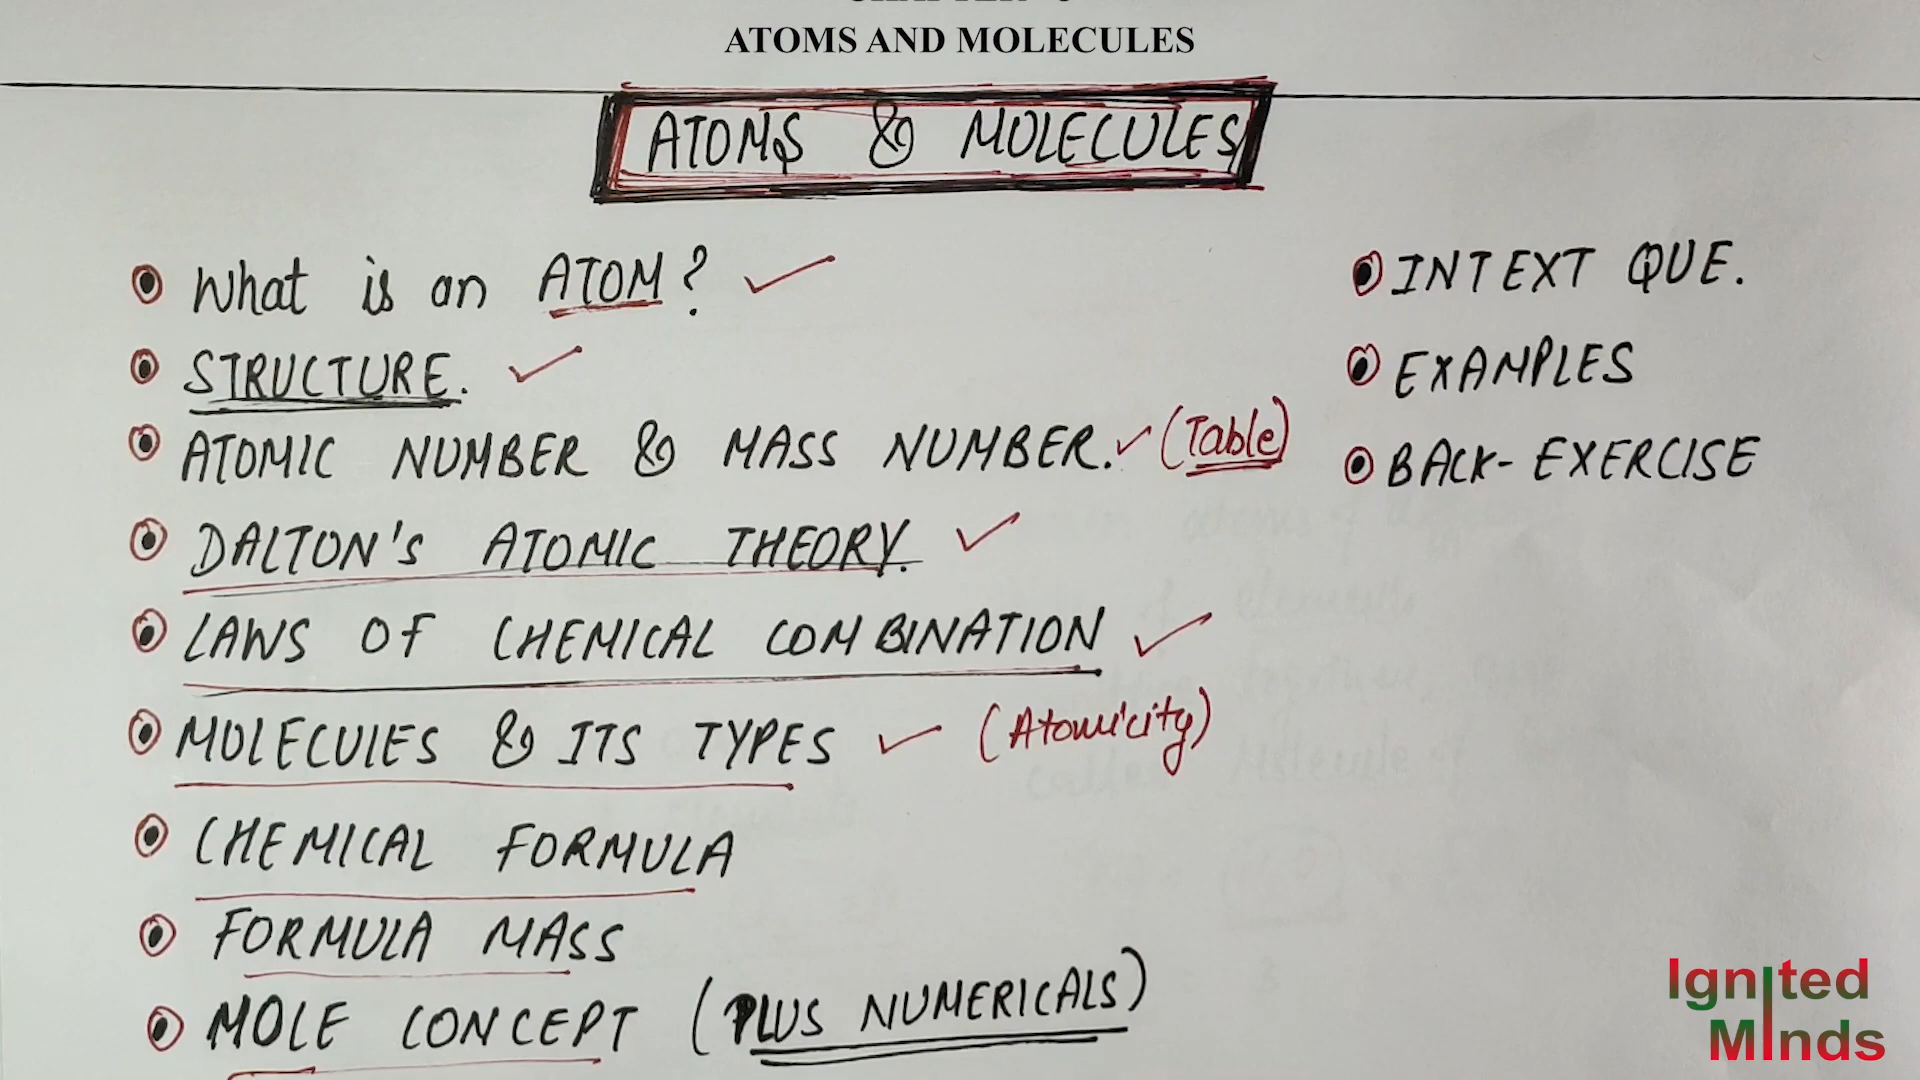 ATOMS AND MOLECULES
ATOMS & MOLECULES
What is an ATOM?
STRUCTURE.
ATOMIC NUMBER & MASS NUMBER. (Table)
DALTON'S ATOMIC THEORY.
LAWS OF CHEMICAL COMBINATION
MOLECULES & ITS TYPES (Atomicity)
CHEMICAL FORMULA
FORMULA MASS
MOLE CONCEPT (PLUS NUMERICALS)
INTEXT QUE.
EXAMPLES
BACK-EXERCISE
Ignited
Minds